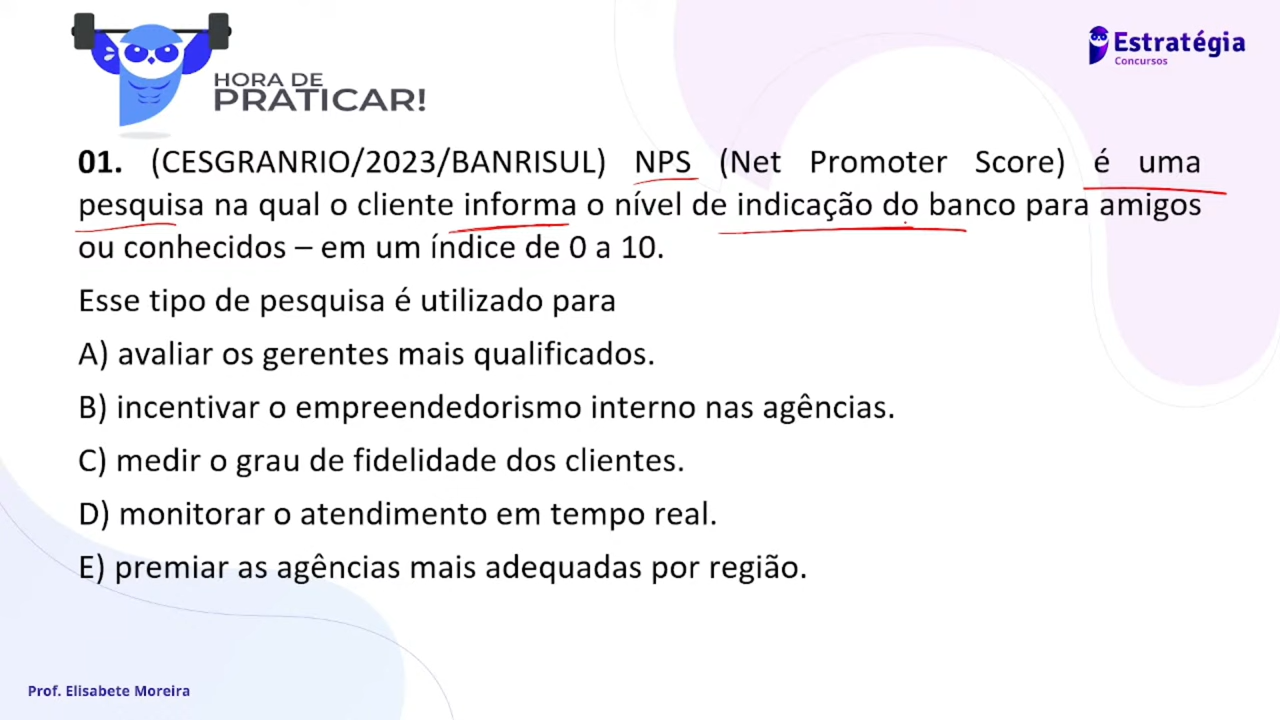 HORA DE
PRATICAR!
Estratégia
Concursos
01. (CESGRANRIO/2023/BANRISUL) NPS (Net Promoter Score) é uma
pesquisa na qual o cliente informa o nível de indicação do banco para amigos
ou conhecidos – em um índice de 0 a 10.
Esse tipo de pesquisa é utilizado para
A) avaliar os gerentes mais qualificados.
B) incentivar o empreendedorismo interno nas agências.
C) medir o grau de fidelidade dos clientes.
D) monitorar o atendimento em tempo real.
E) premiar as agências mais adequadas por região.
Prof. Elisabete Moreira